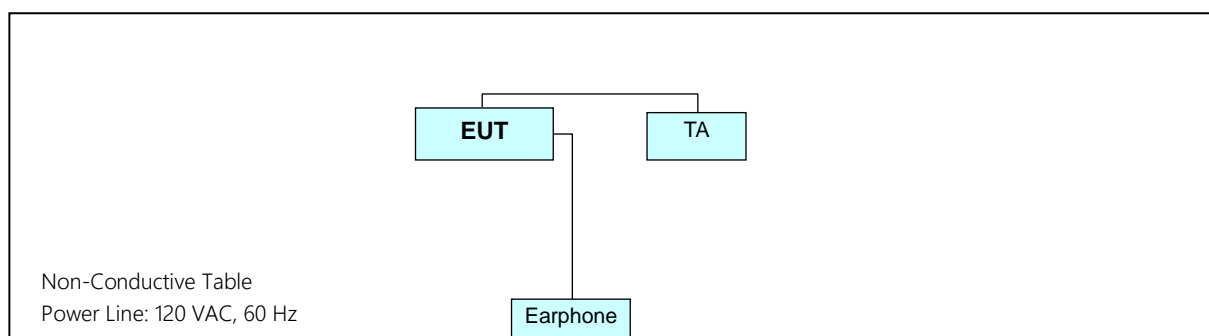 EUT
TA
Non-Conductive Table
Power Line: 120 VAC, 60 Hz
Earphone